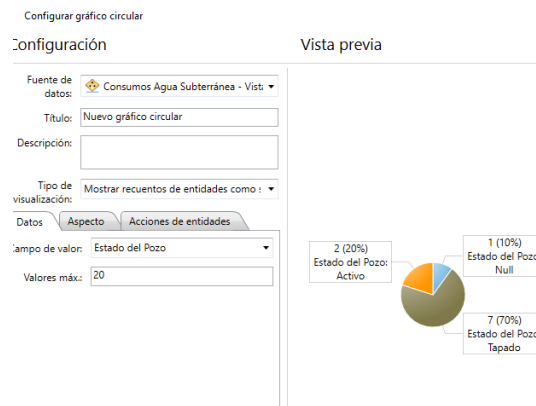 Configurar gráfico circular
Configuración
Vista previa
Fuente de
datos:
Consumos Agua Subterránea - Vist
Título:
Nuevo gráfico circular
Descripción:
Tipo de
visualización:
Mostrar recuentos de entidades como
Datos
Aspecto
Acciones de entidades
Campo de valor:
Estado del Pozo
Valores máx.:
20
2 (20%)
Estado del Pozo:
Activo
1 (10%)
Estado del Pozo
Null
7 (70%)
Estado del Pozo
Tapado